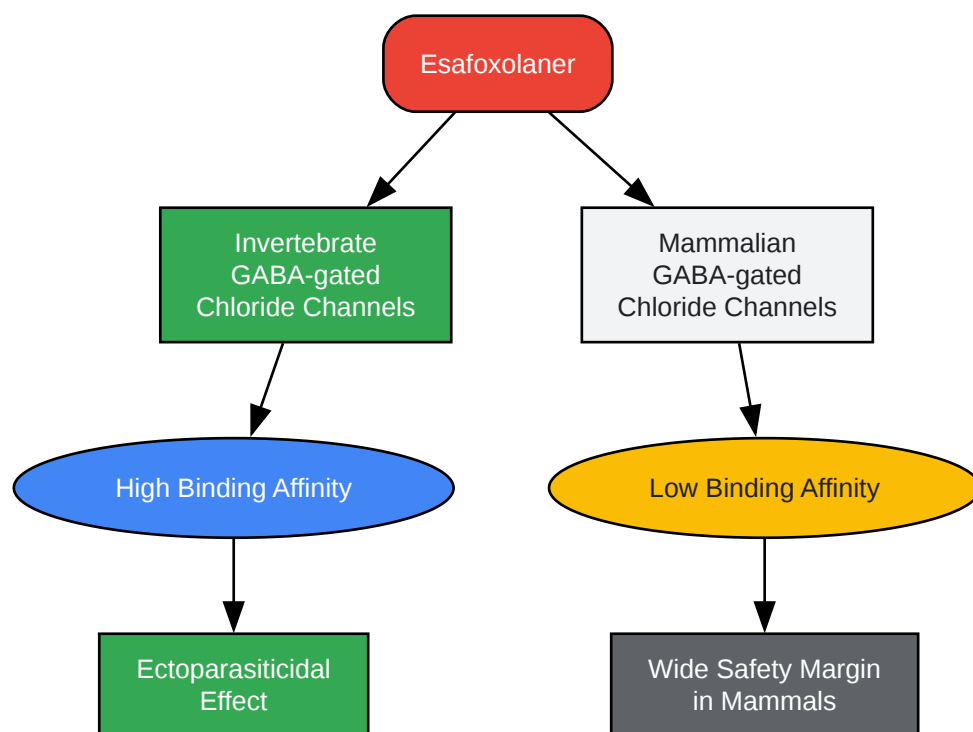 Esafoxolaner
Invertebrate
GABA-gated
Chloride Channels
Mammalian
GABA-gated
Chloride Channels
High Binding Affinity
Low Binding Affinity
Ectoparasiticidal
Effect
Wide Safety Margin
in Mammals